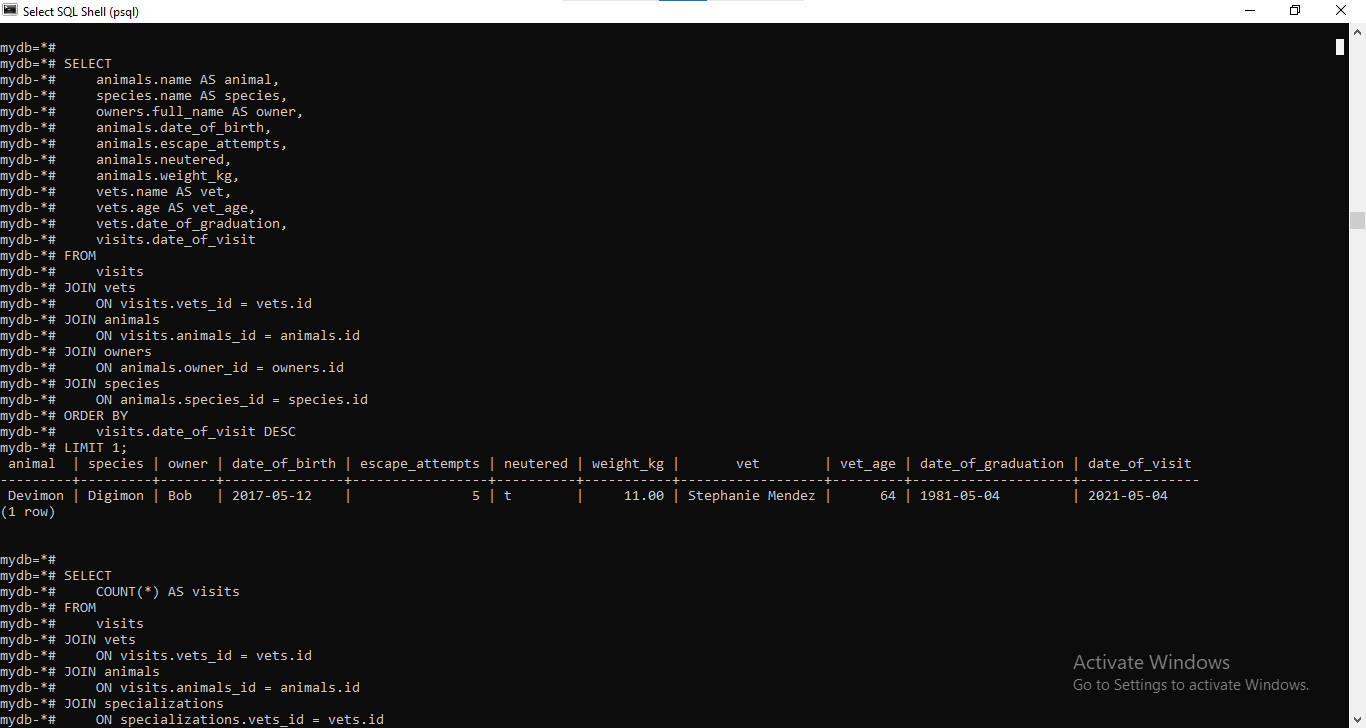 Select SQL Shell (psql)
mydb=*#
mydb=*# SELECT
mydb-*#     animals.name AS animal,
mydb-*#     species.name AS species,
mydb-*#     owners.full_name AS owner,
mydb-*#     animals.date_of_birth,
mydb-*#     animals.escape_attempts,
mydb-*#     animals.neutered,
mydb-*#     animals.weight_kg,
mydb-*#     vets.name AS vet,
mydb-*#     vets.age AS vet_age,
mydb-*#     vets.date_of_graduation,
mydb-*#     visits.date_of_visit
mydb-*# FROM
mydb-*#     visits
mydb-*# JOIN vets
mydb-*#     ON visits.vets_id = vets.id
mydb-*# JOIN animals
mydb-*#     ON visits.animals_id = animals.id
mydb-*# JOIN owners
mydb-*#     ON animals.owner_id = owners.id
mydb-*# JOIN species
mydb-*#     ON animals.species_id = species.id
mydb-*# ORDER BY
mydb-*#     visits.date_of_visit DESC
mydb-*# LIMIT 1;
 animal  | species | owner | date_of_birth | escape_attempts | neutered | weight_kg |       vet        | vet_age | date_of_graduation | date_of_visit
---------+---------+-------+---------------+-----------------+----------+-----------+------------------+---------+--------------------+---------------
 Devimon | Digimon | Bob   | 2017-05-12    |               5 | t        |     11.00 | Stephanie Mendez |      64 | 1981-05-04         | 2021-05-04
(1 row)
mydb=*#
mydb=*# SELECT
mydb-*#     COUNT(*) AS visits
mydb-*# FROM
mydb-*#     visits
mydb-*# JOIN vets
mydb-*#     ON visits.vets_id = vets.id
mydb-*# JOIN animals
mydb-*#     ON visits.animals_id = animals.id
mydb-*# JOIN specializations
mydb-*#     ON specializations.vets_id = vets.id
Activate Windows
Go to Settings to activate Windows.